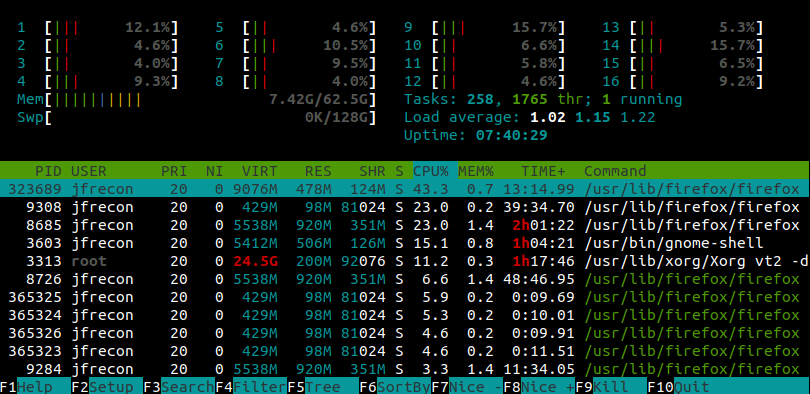 1 [||| 12.1%] 5 [|| 4.6%] 9 [||| 15.7%] 13 [|| 5.3%]
2 [|| 4.6%] 6 [||| 10.5%] 10 [|| 6.6%] 14 [||| 15.7%]
3 [|| 4.0%] 7 [|| 9.5%] 11 [|| 5.8%] 15 [|| 6.5%]
4 [||| 9.3%] 8 [|| 4.0%] 12 [|| 4.6%] 16 [|| 9.2%]
Mem[|||||||||| 7.42G/62.5G] Tasks: 258, 1765 thr; 1 running
Swp[ 0K/128G] Load average: 1.02 1.15 1.22
Uptime: 07:40:29
PID USER PRI NI VIRT RES SHR S CPU% MEM% TIME+ Command
323689 jfrecon 20 0 9076M 478M 124M S 43.3 0.7 13:14.99 /usr/lib/firefox/firefox
9308 jfrecon 20 0 429M 98M 81024 S 23.0 0.2 39:34.70 /usr/lib/firefox/firefox
8685 jfrecon 20 0 5538M 920M 351M S 23.0 1.4 2h01:22 /usr/lib/firefox/firefox
3603 jfrecon 20 0 5412M 506M 126M S 15.1 0.8 1h04:21 /usr/bin/gnome-shell
3313 root 20 0 24.5G 200M 92076 S 11.2 0.3 1h17:46 /usr/lib/xorg/Xorg vt2 -d
8726 jfrecon 20 0 5538M 920M 351M S 6.6 1.4 48:46.95 /usr/lib/firefox/firefox
365325 jfrecon 20 0 429M 98M 81024 S 5.9 0.2 0:09.69 /usr/lib/firefox/firefox
365324 jfrecon 20 0 429M 98M 81024 S 5.3 0.2 0:10.01 /usr/lib/firefox/firefox
365326 jfrecon 20 0 429M 98M 81024 S 4.6 0.2 0:09.91 /usr/lib/firefox/firefox
365323 jfrecon 20 0 429M 98M 81024 S 4.6 0.2 0:11.51 /usr/lib/firefox/firefox
9284 jfrecon 20 0 5538M 920M 351M S 3.3 1.4 11:34.05 /usr/lib/firefox/firefox
F1Help F2Setup F3SearchF4FilterF5Tree F6SortByF7Nice -F8Nice +F9Kill F10Quit